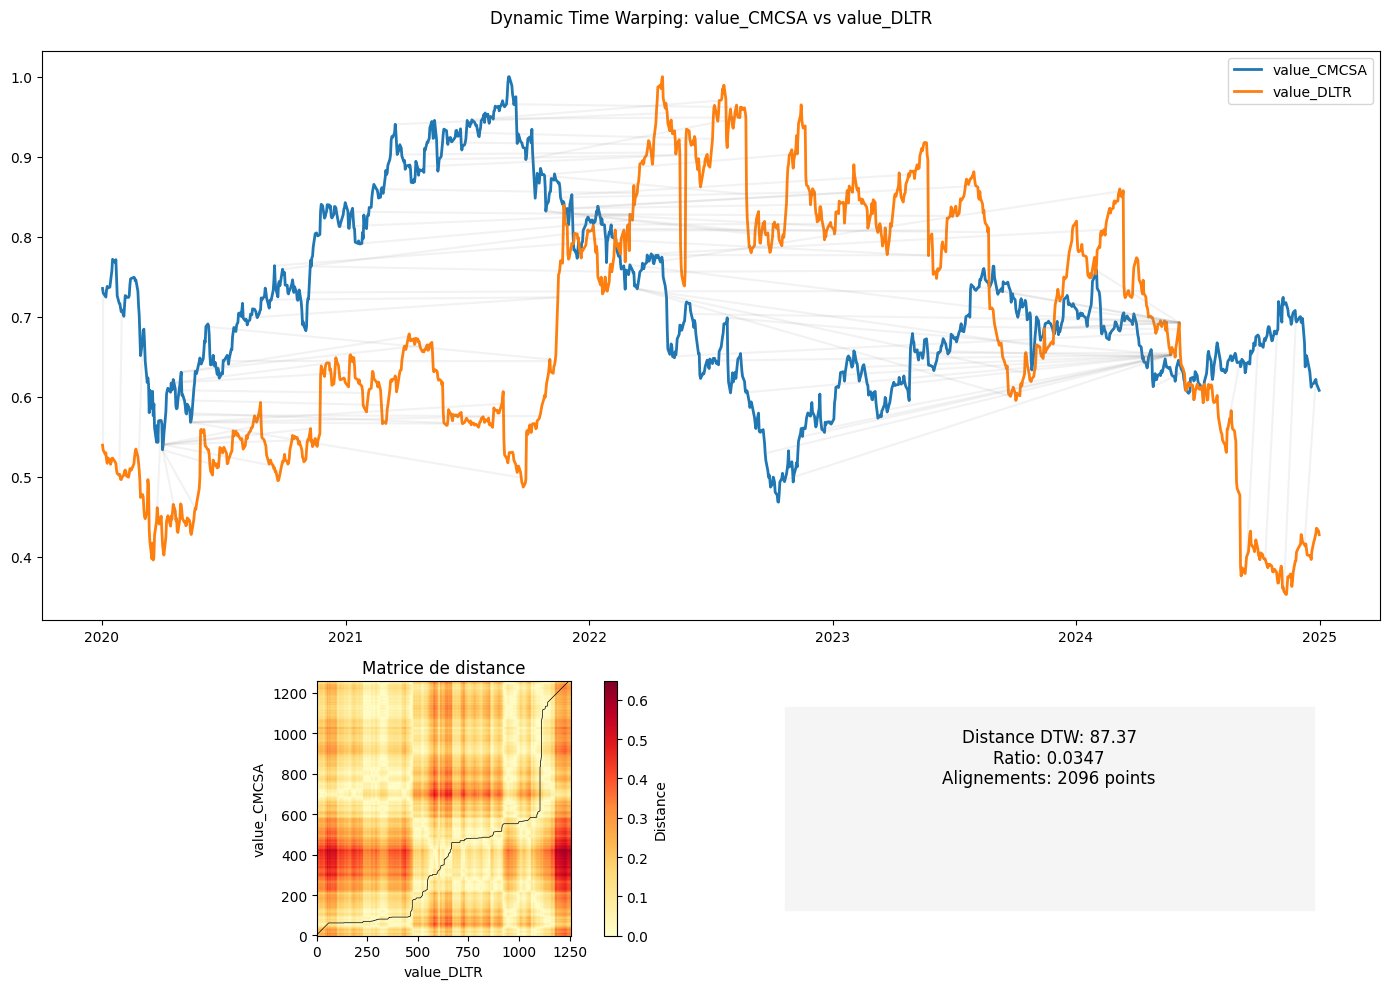 Dynamic Time Warping: value_CMCSA vs value_DLTR
1.0
0.9
0.8
0.7
0.6
0.5
0.4
value_CMCSA
value_DLTR
2020 2021 2022 2023 2024 2025
Matrice de distance
1200
1000
800
600
400
200
0
value_CMCSA
0 250 500 750 1000 1250
value_DLTR
0.6
0.5
0.4
0.3
0.2
0.1
0.0
Distance
Distance DTW: 87.37
Ratio: 0.0347
Alignements: 2096 points